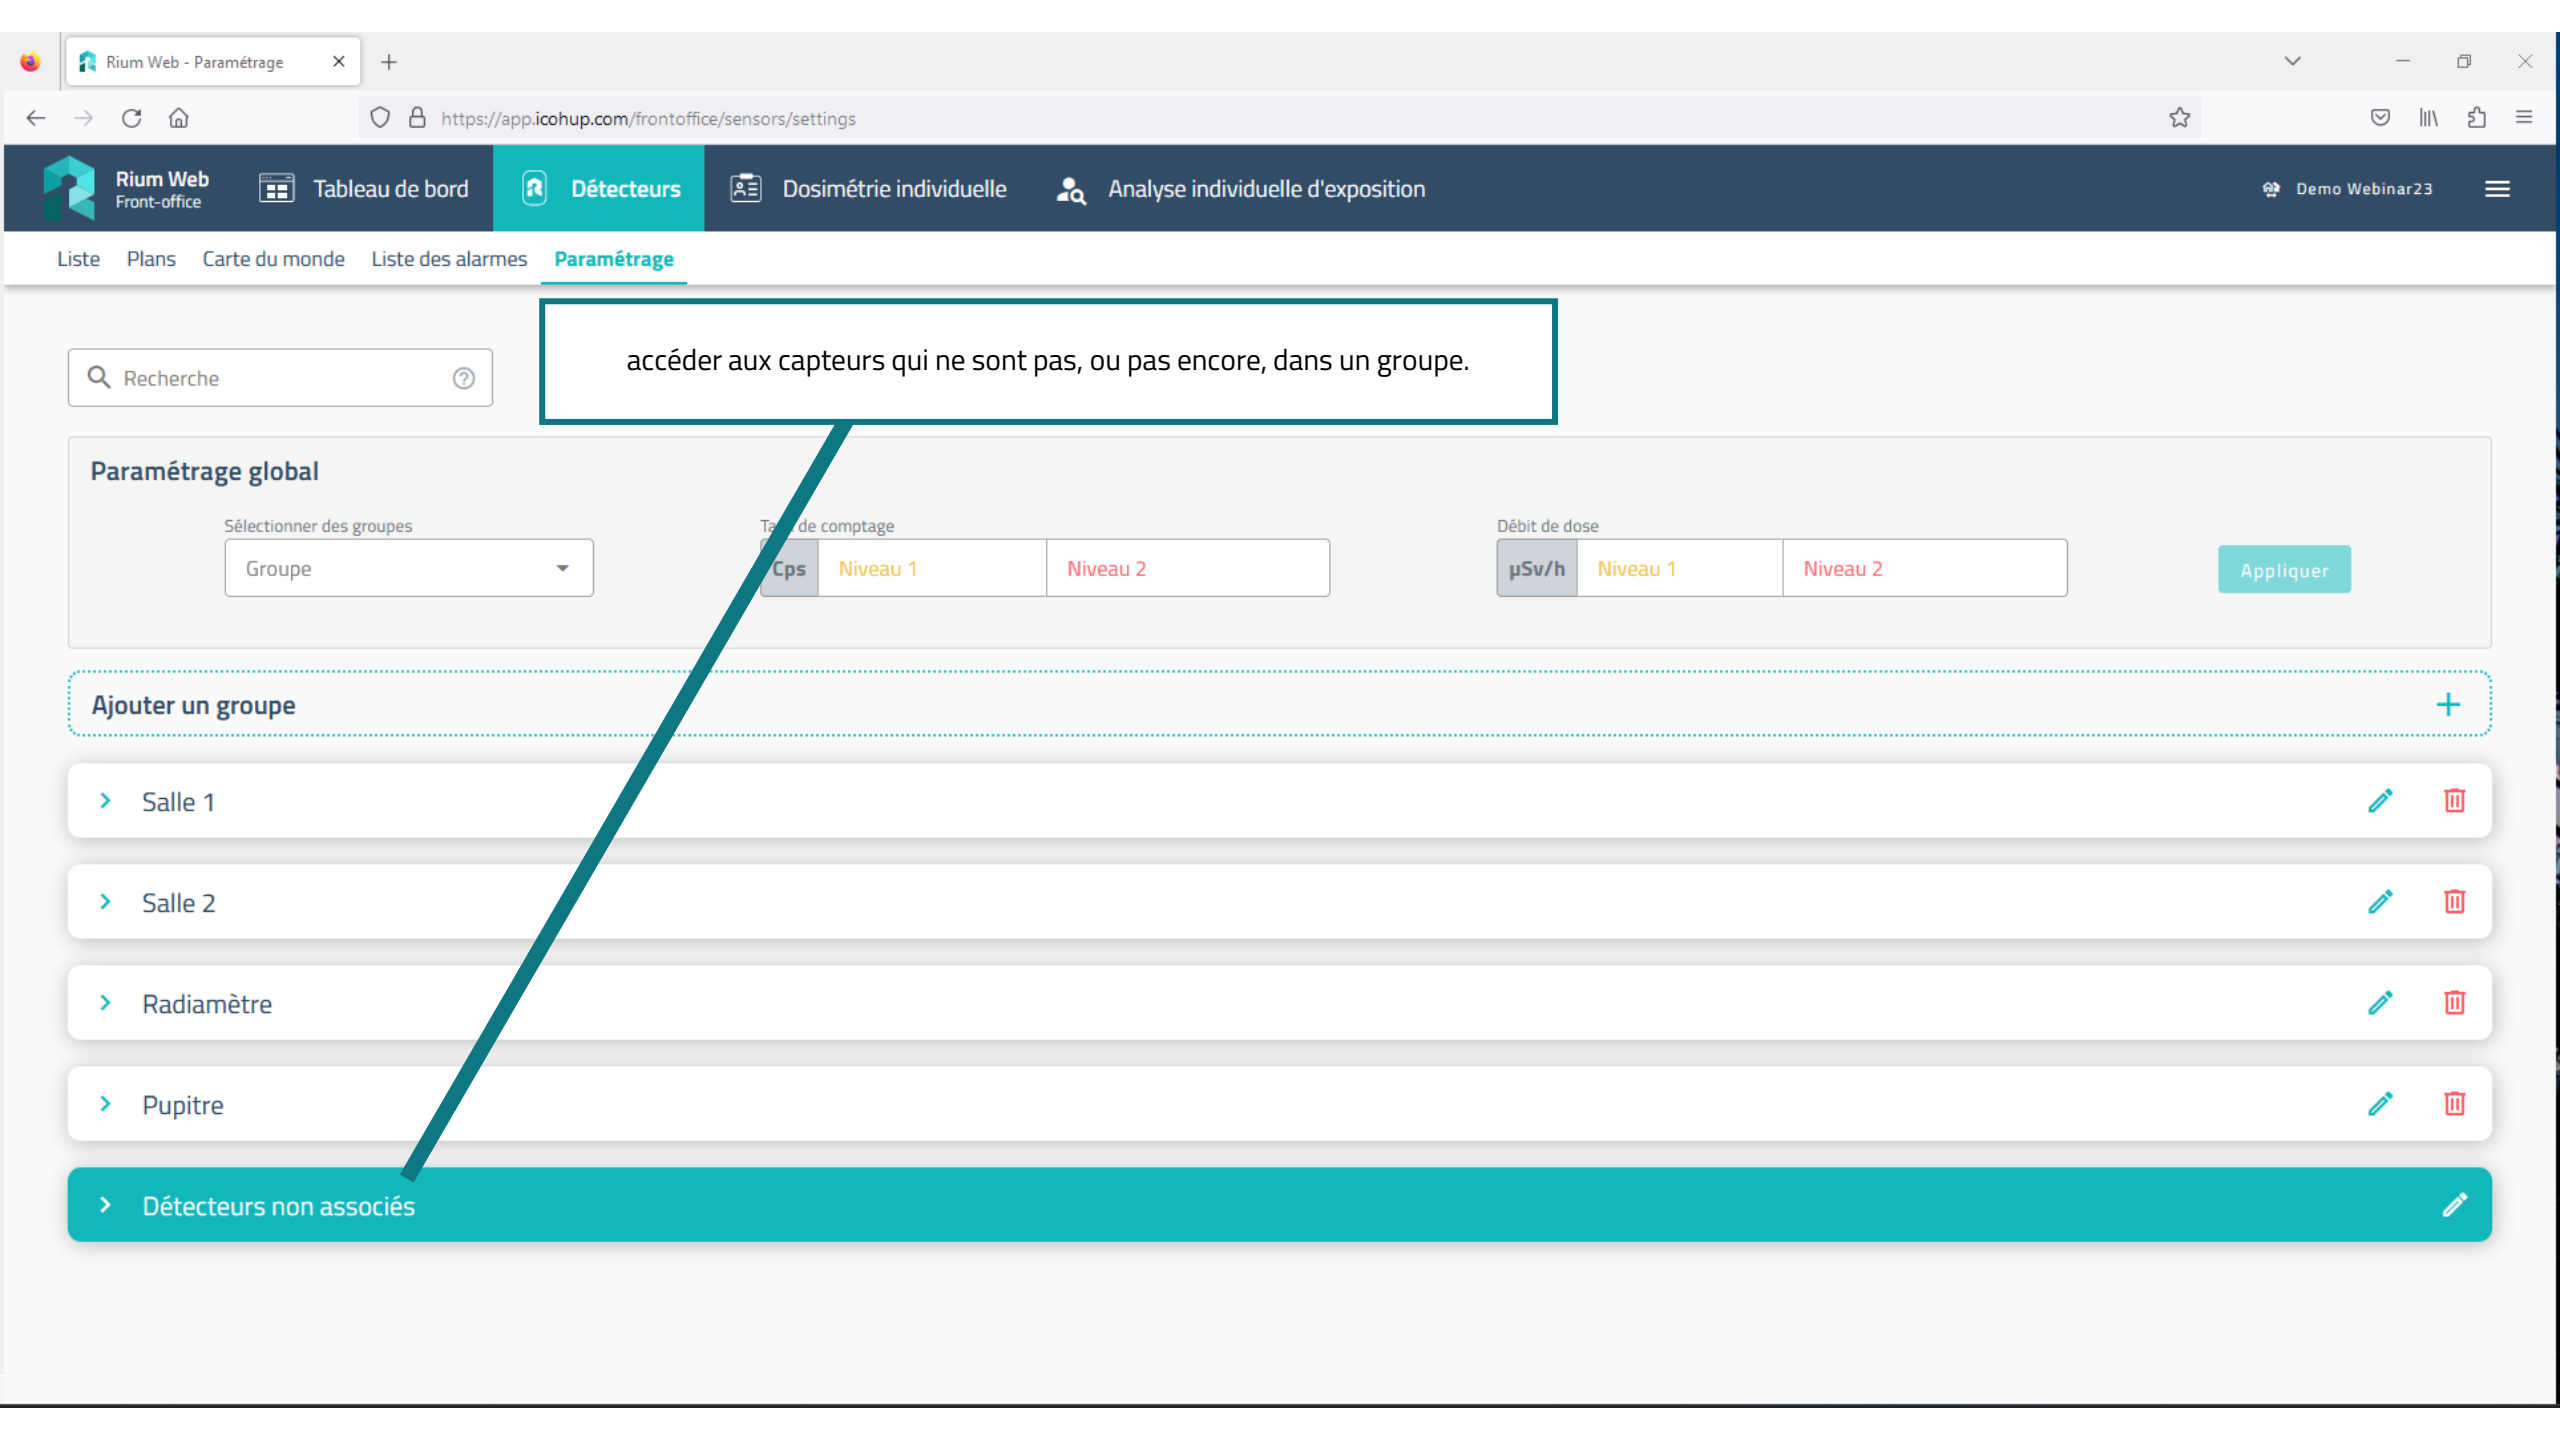 Rium Web - Paramétrage
https://app.icohup.com/frontoffice/sensors/settings
Rium Web
Front-office
Tableau de bord
Détecteurs
Dosimétrie individuelle
Analyse individuelle d'exposition
Demo Webinar23
Liste Plans Carte du monde Liste des alarmes Paramétrage
accéder aux capteurs qui ne sont pas, ou pas encore, dans un groupe.
Recherche
Paramétrage global
Sélectionner des groupes
Groupe
de comptage
Cps Niveau 1 Niveau 2
Débit de dose
µSv/h Niveau 1 Niveau 2
Appliquer
Ajouter un groupe
Salle 1
Salle 2
Radiamètre
Pupitre
Détecteurs non associés